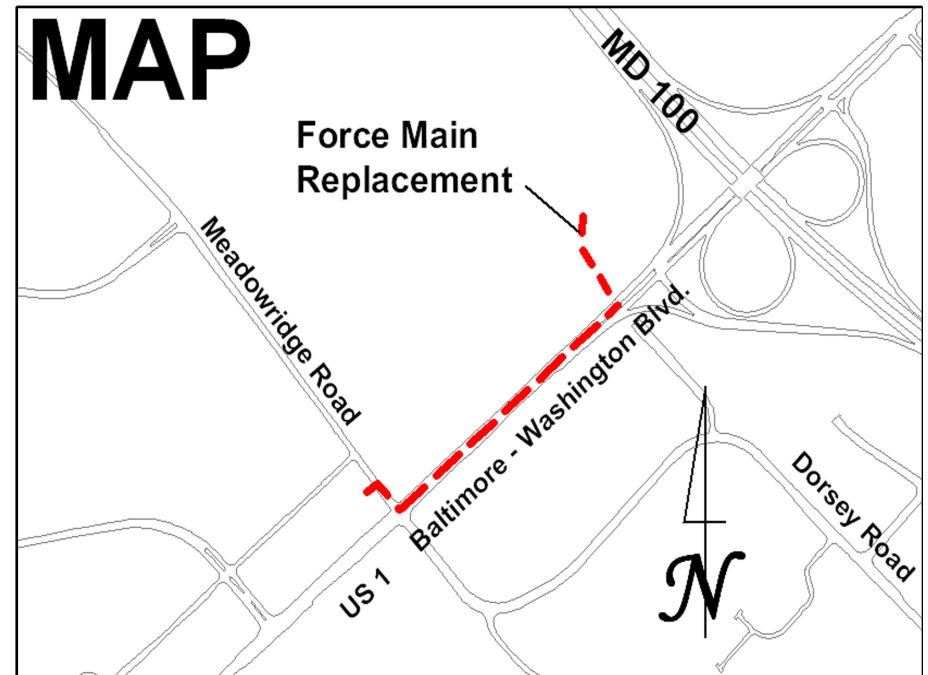 MAP
MD 100
Force Main
Replacement
Meadowridge Road
Baltimore - Washington Blvd.
Dorsey Road
US 1
N